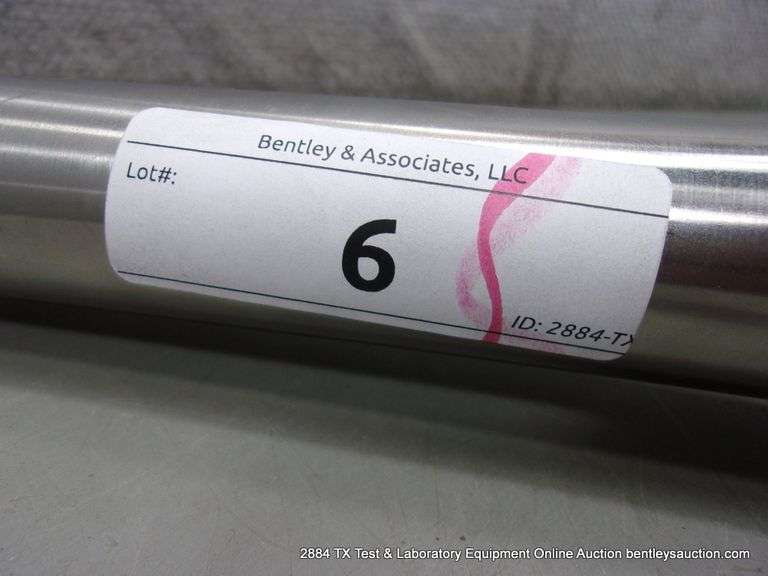 Bentley & Associates, LLC
Lot#:
6
ID: 2884-TX
2884 TX Test & Laboratory Equipment Online Auction bentleysauction.com